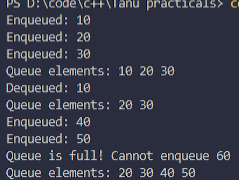 PS D:\code\c++\Tanu practicals>
Enqueued: 10
Enqueued: 20
Enqueued: 30
Queue elements: 10 20 30
Dequeued: 10
Queue elements: 20 30
Enqueued: 40
Enqueued: 50
Queue is full! Cannot enqueue 60
Queue elements: 20 30 40 50